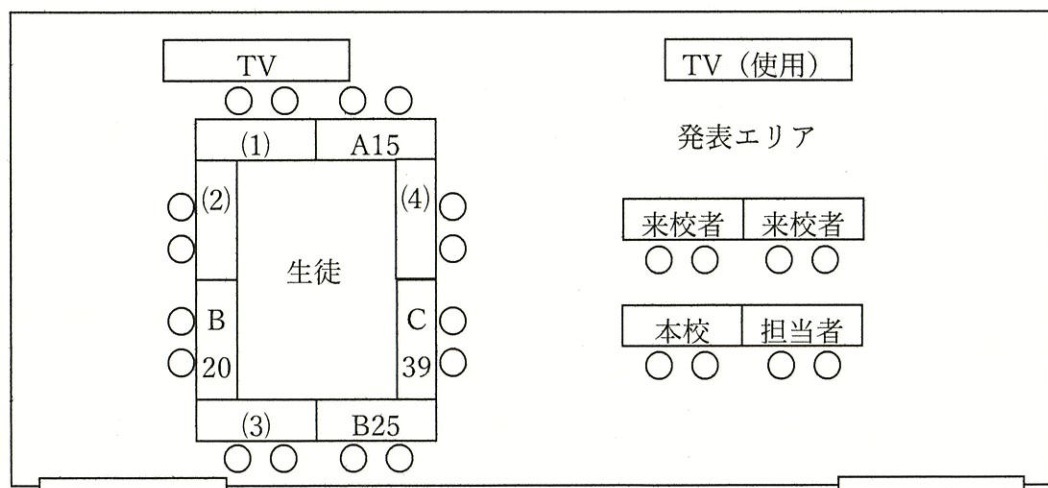 TV
TV（使用）
発表エリア
(1)
A15
(2)
(4)
来校者
来校者
生徒
B
20
C
39
本校
担当者
(3)
B25